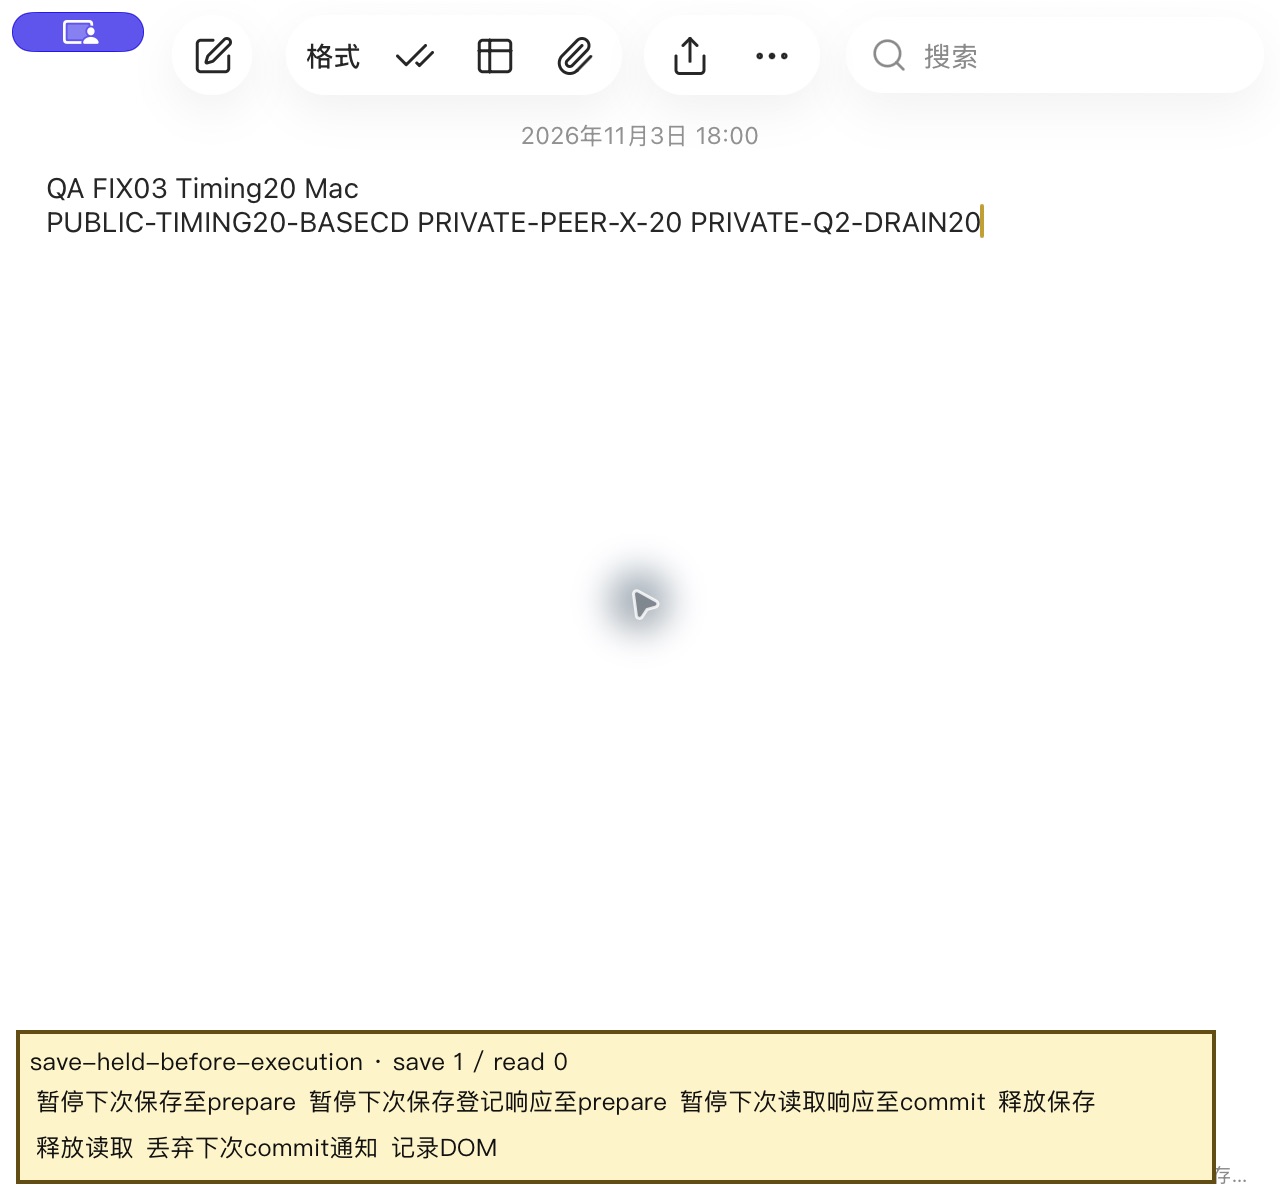 格式
搜索
2026年11月3日 18:00
QA FIX03 Timing20 Mac
PUBLIC-TIMING20-BASECD PRIVATE-PEER-X-20 PRIVATE-Q2-DRAIN20
save-held-before-execution · save 1 / read 0
暂停下次保存至prepare 暂停下次保存登记响应至prepare 暂停下次读取响应至commit 释放保存
释放读取 丢弃下次commit通知 记录DOM
存...